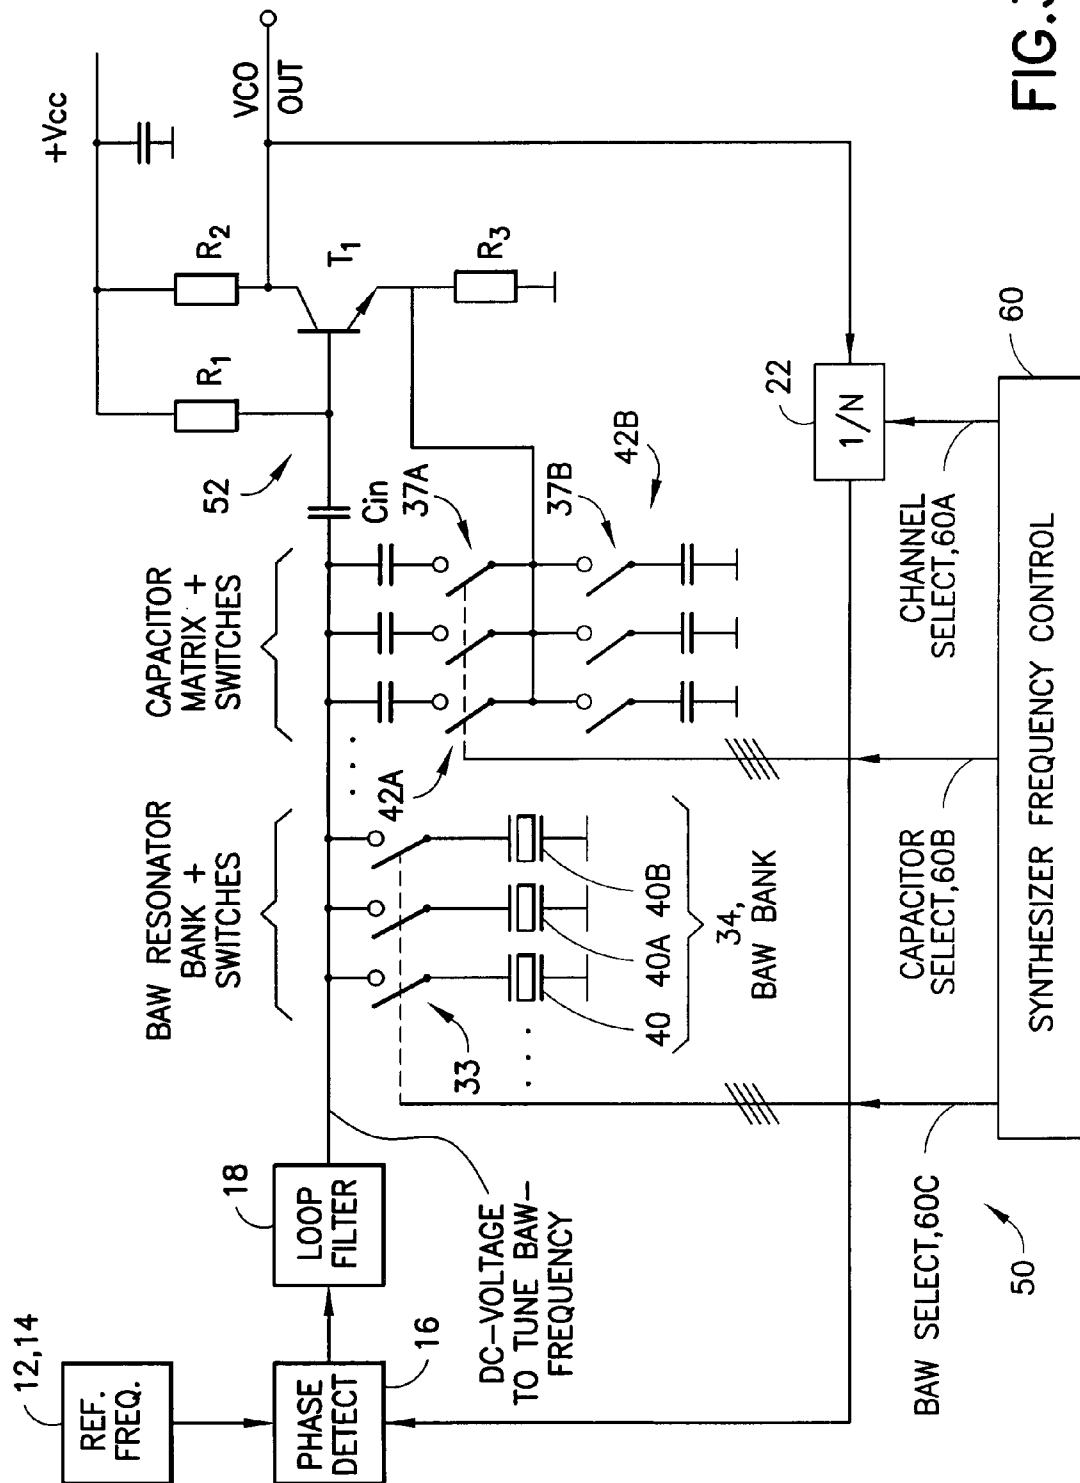 12,14
REF.
FREQ.
PHASE
DETECT
16
18
LOOP
FILTER
DC-VOLTAGE
TO TUNE BAW-
FREQUENCY
BAW RESONATOR
BANK +
SWITCHES
33
40
40A
40B
34,
BAW BANK
CAPACITOR
MATRIX +
SWITCHES
42A
37A
37B
42B
Cin
52
R1
R2
R3
T1
+Vcc
VCO
OUT
22
1/N
BAW SELECT,60C
CAPACITOR
SELECT,60B
CHANNEL
SELECT,60A
SYNTHESIZER FREQUENCY CONTROL
60
50
FIG.